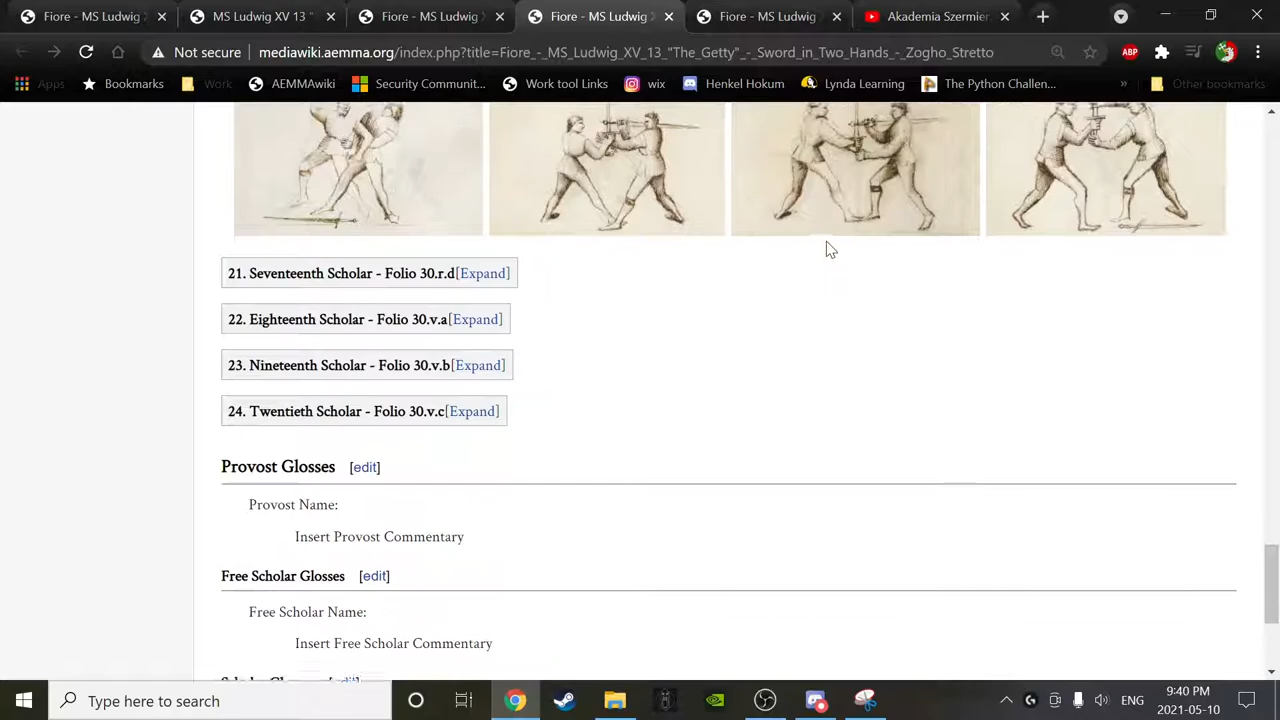 Fiore - MS Ludwig X
MS Ludwig XV 13 "
Fiore - MS Ludwig X
Fiore - MS Ludwig X
Fiore - MS Ludwig
Akademia Szermier
Not secure | mediawiki.aemma.org/index.php?title=Fiore_-_MS_Ludwig_XV_13_"The_Getty"_-_Sword_in_Two_Hands_-_Zogho_Stretto
ABP
Apps Bookmarks Work AEMMAwiki Security Communit... Work tool Links wix Henkel Hokum Lynda Learning The Python Challen... » Other bookmarks
21. Seventeenth Scholar - Folio 30.r.d[Expand]
22. Eighteenth Scholar - Folio 30.v.a[Expand]
23. Nineteenth Scholar - Folio 30.v.b[Expand]
24. Twentieth Scholar - Folio 30.v.c[Expand]
Provost Glosses [edit]
Provost Name:
Insert Provost Commentary
Free Scholar Glosses [edit]
Free Scholar Name:
Insert Free Scholar Commentary
Type here to search
ENG
9:40 PM
2021-05-10